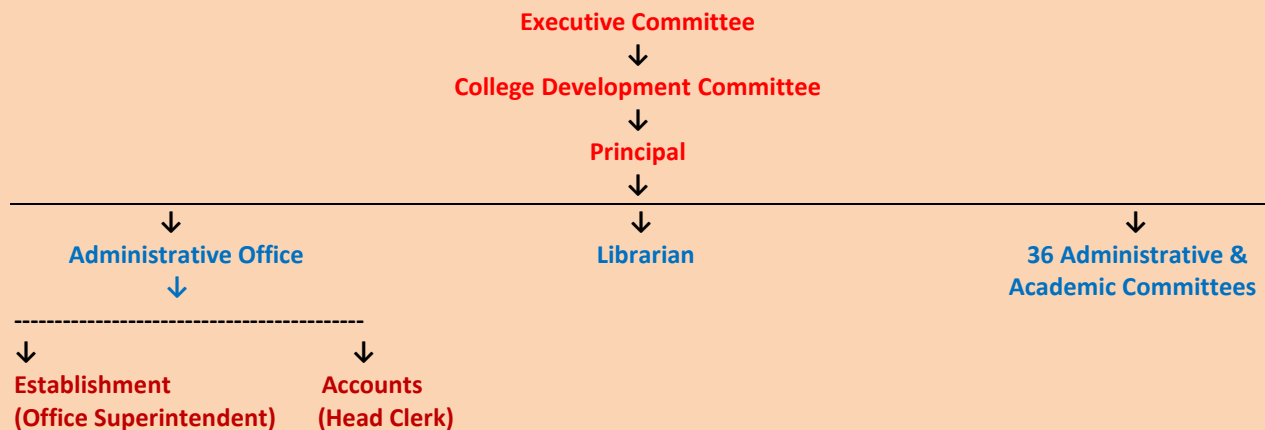 Executive Committee
↓
College Development Committee
↓
Principal
↓
↓ ↓ ↓
Administrative Office Librarian 36 Administrative &
↓ Academic Committees
-------------------------------------------
↓ ↓
Establishment Accounts
(Office Superintendent) (Head Clerk)